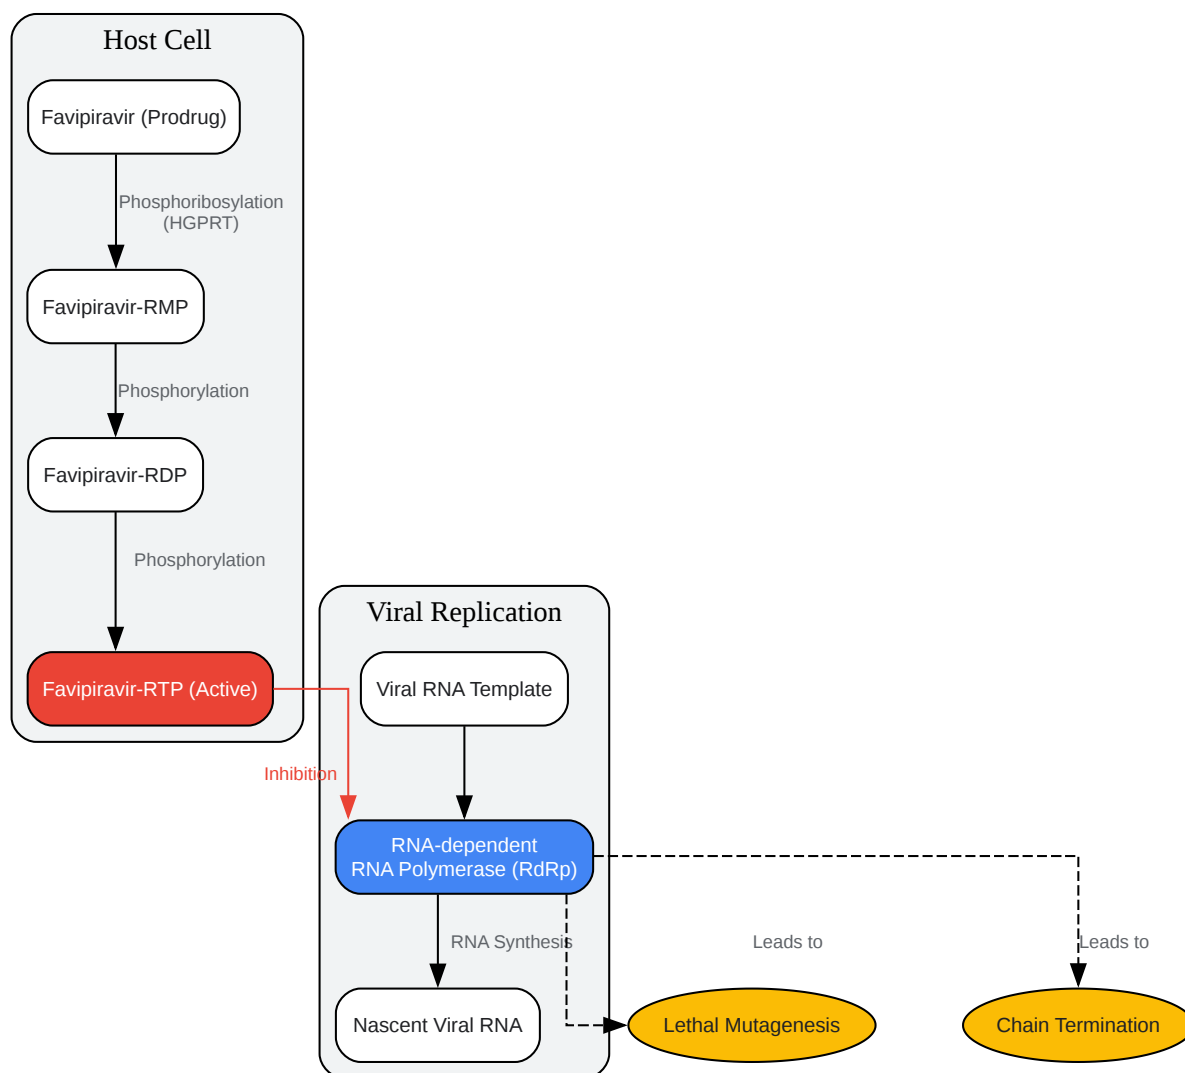 Host Cell
Favipiravir (Prodrug)
Phosphoribosylation
(HGPRT)
Favipiravir-RMP
Phosphorylation
Favipiravir-RDP
Phosphorylation
Favipiravir-RTP (Active)
Inhibition
Viral Replication
Viral RNA Template
RNA-dependent
RNA Polymerase (RdRp)
RNA Synthesis
Leads to
Leads to
Nascent Viral RNA
Lethal Mutagenesis
Chain Termination